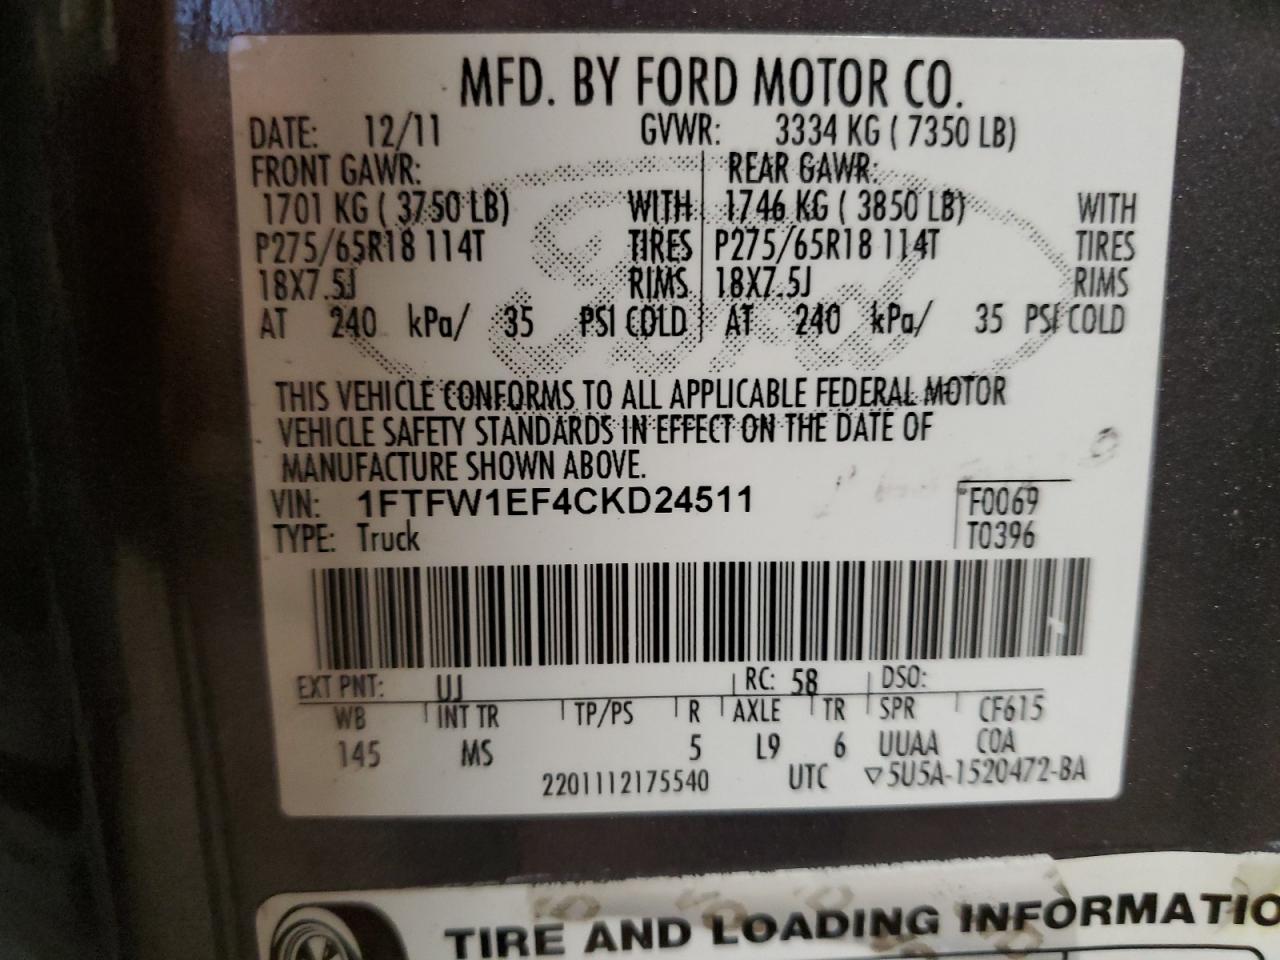 MFD. BY FORD MOTOR CO.
DATE: 12/11 GVWR: 3334 KG ( 7350 LB)
FRONT GAWR: REAR GAWR:
1701 KG ( 3750 LB) WITH 1746 KG ( 3850 LB) WITH
P275/65R18 114T TIRES P275/65R18 114T TIRES
18X7.5J RIMS 18X7.5J RIMS
AT 240 kPa/ 35 PSI COLD AT 240 kPa/ 35 PSI COLD
THIS VEHICLE CONFORMS TO ALL APPLICABLE FEDERAL MOTOR
VEHICLE SAFETY STANDARDS IN EFFECT ON THE DATE OF
MANUFACTURE SHOWN ABOVE.
VIN: 1FTFW1EF4CKD24511 F0069
TYPE: Truck T0396
EXT PNT: UJ RC: 58 DSO:
WB INT TR TP/PS R AXLE TR SPR CF615
145 MS 5 L9 6 UUAA COA
2201112175540 UTC ▽5U5A-1520472-BA
TIRE AND LOADING INFORMATIO